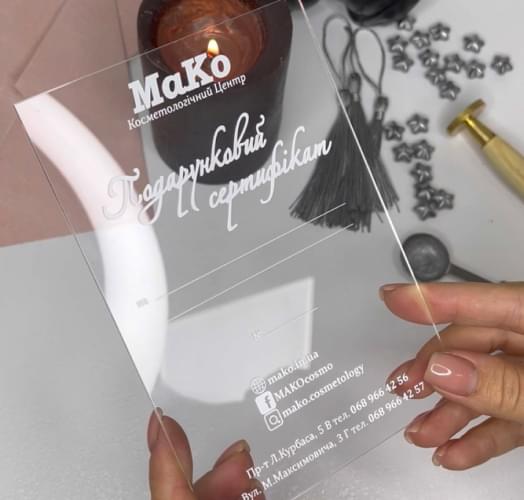 МаКо
Косметологічний Центр
Подарунковий
сертифікат
на
№
mako.in.ua
MAKOcosmo
mako.cosmetology
Пр-т Л.Курбаса, 5 В тел. 068 966 42 56
Вул. М.Максимовича, 3 Г тел. 068 966 42 57